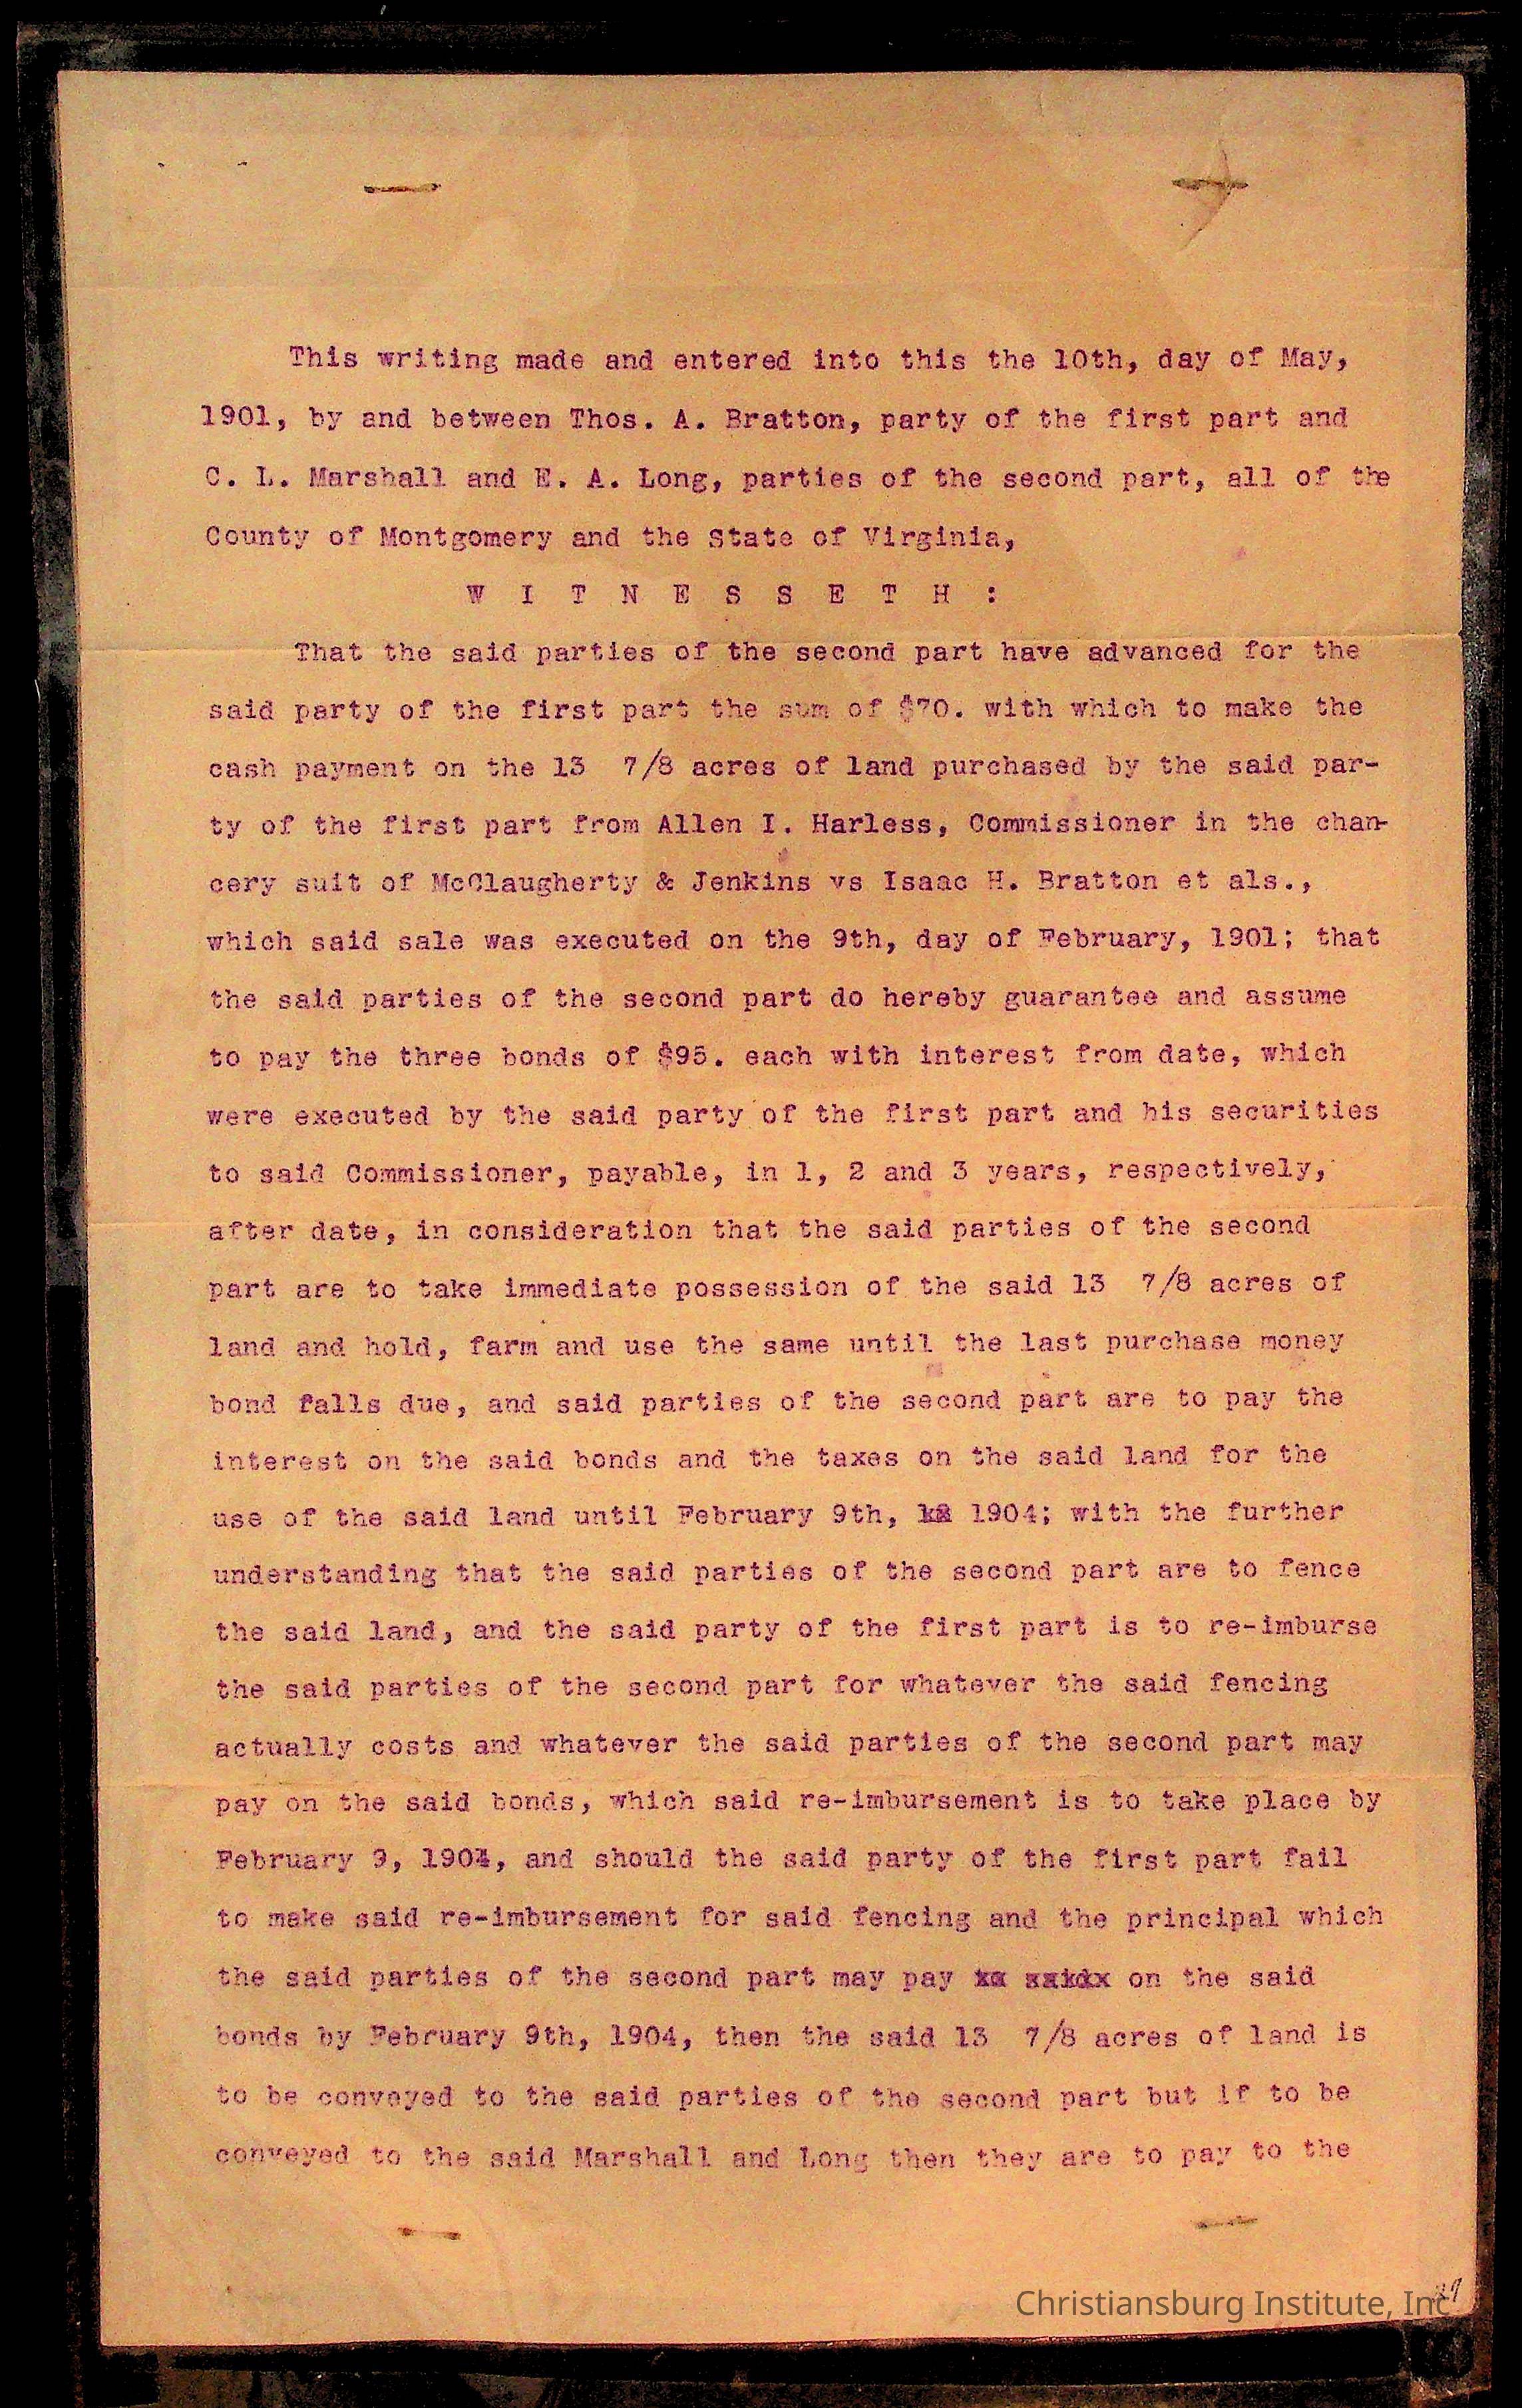 This writing made and entered into this the 10th, day of May,
1901, by and between Thos. A. Bratton, party of the first part and
C. L. Marshall and E. A. Long, parties of the second part, all of the
County of Montgomery and the State of Virginia,
W I T N E S S E T H :
That the said parties of the second part have advanced for the
said party of the first part the sum of $70. with which to make the
cash payment on the 13 7/8 acres of land purchased by the said par-
ty of the first part from Allen I. Harless, Commissioner in the chan-
cery suit of McClaugherty & Jenkins vs Isaac H. Bratton et als.,
which said sale was executed on the 9th, day of February, 1901; that
the said parties of the second part do hereby guarantee and assume
to pay the three bonds of $95. each with interest from date, which
were executed by the said party of the first part and his securities
to said Commissioner, payable, in 1, 2 and 3 years, respectively,
after date, in consideration that the said parties of the second
part are to take immediate possession of the said 13 7/8 acres of
land and hold, farm and use the same until the last purchase money
bond falls due, and said parties of the second part are to pay the
interest on the said bonds and the taxes on the said land for the
use of the said land until February 9th, 1904; with the further
understanding that the said parties of the second part are to fence
the said land, and the said party of the first part is to re-imburse
the said parties of the second part for whatever the said fencing
actually costs and whatever the said parties of the second part may
pay on the said bonds, which said re-imbursement is to take place by
February 9, 1904, and should the said party of the first part fail
to make said re-imbursement for said fencing and the principal which
the said parties of the second part may pay on the said
bonds by February 9th, 1904, then the said 13 7/8 acres of land is
to be conveyed to the said parties of the second part but if to be
conveyed to the said Marshall and Long then they are to pay to the
Christiansburg Institute, Inc